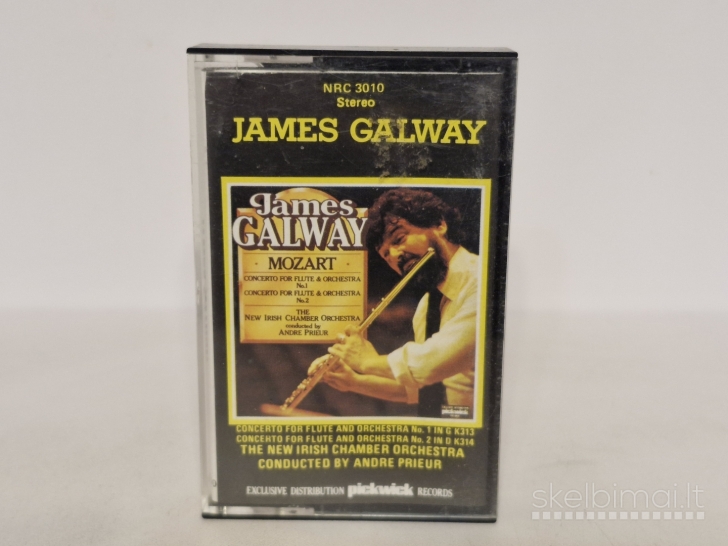 NRC 3010
Stereo
JAMES GALWAY
James
GALWAY
MOZART
CONCERTO FOR FLUTE & ORCHESTRA
No.1
CONCERTO FOR FLUTE & ORCHESTRA
No.2
THE
NEW IRISH CHAMBER ORCHESTRA
conducted by
ANDRE PRIEUR
pickwick
CONCERTO FOR FLUTE AND ORCHESTRA No. 1 IN G K313
CONCERTO FOR FLUTE AND ORCHESTRA No. 2 IN D K314
THE NEW IRISH CHAMBER ORCHESTRA
CONDUCTED BY ANDRE PRIEUR
EXCLUSIVE DISTRIBUTION pickwick RECORDS
skelbimai.lt